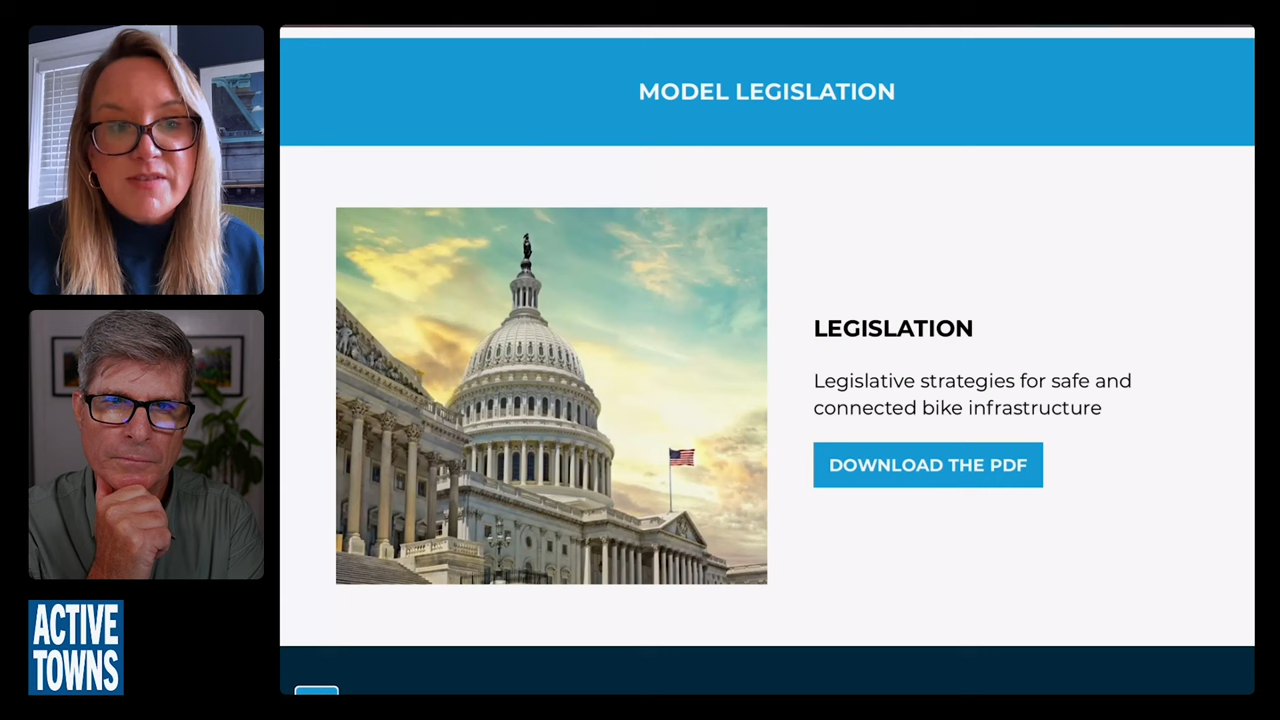 MODEL LEGISLATION
LEGISLATION
Legislative strategies for safe and
connected bike infrastructure
DOWNLOAD THE PDF
ACTIVE
TOWNS